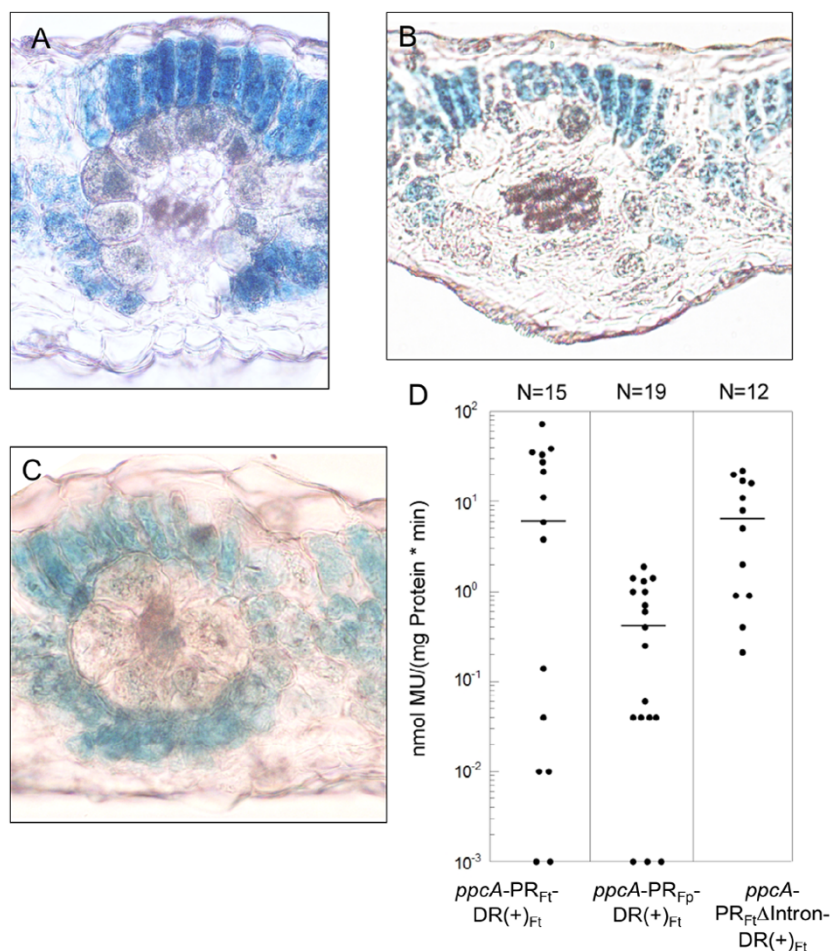 A
B
C
D
N=15 N=19 N=12
nmol MU/(mg Protein * min)
10²
10¹
10⁰
10⁻¹
10⁻²
10⁻³
ppcA-PRFt-
DR(+)Ft
ppcA-PRFp-
DR(+)Ft
ppcA-
PRFtΔIntron-
DR(+)Ft